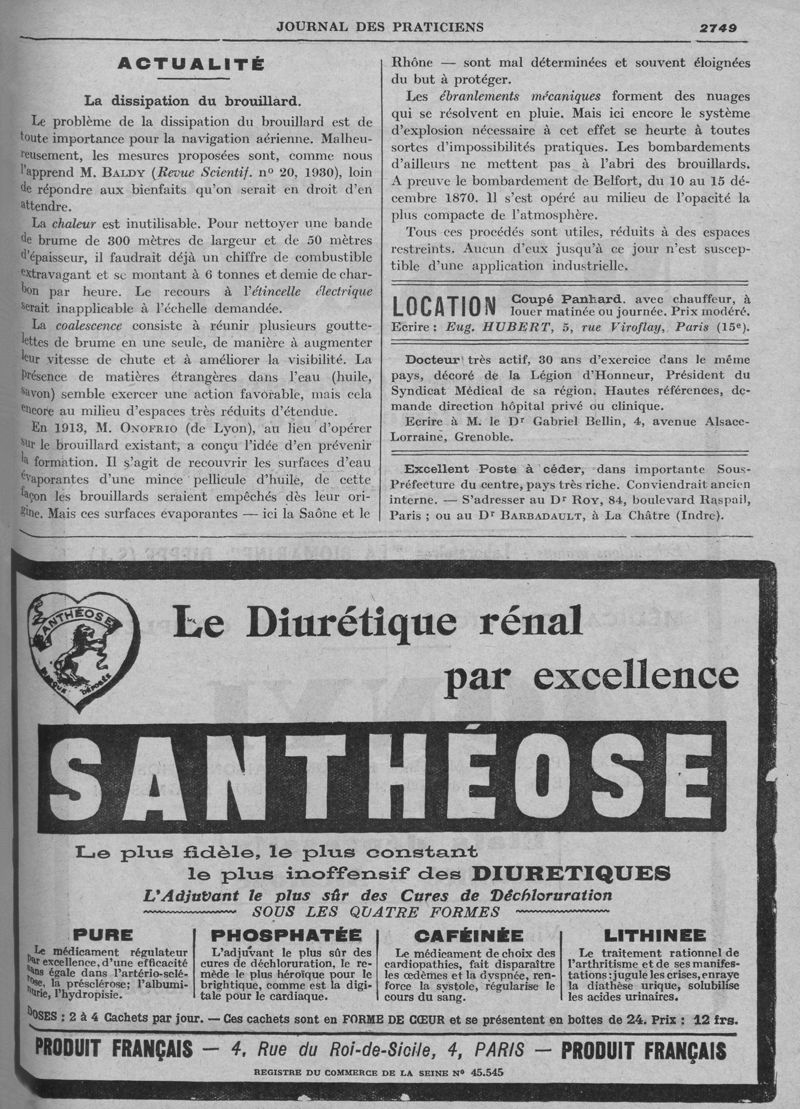 JOURNAL DES PRATICIENS 2749
ACTUALITÉ
La dissipation du brouillard.
Le problème de la dissipation du brouillard est de
toute importance pour la navigation aérienne. Malheu-
reusement, les mesures proposées sont, comme nous
l'apprend M. BALDY (Revue Scientif. nº 20, 1930), loin
de répondre aux bienfaits qu'on serait en droit d'en
attendre.
La chaleur est inutilisable. Pour nettoyer une bande
de brume de 300 mètres de largeur et de 50 mètres
d'épaisseur, il faudrait déjà un chiffre de combustible
extravagant et se montant à 6 tonnes et demie de char-
bon par heure. Le recours à l'étincelle électrique
serait inapplicable à l'échelle demandée.
La coalescence consiste à réunir plusieurs goutte-
lettes de brume en une seule, de manière à augmenter
leur vitesse de chute et à améliorer la visibilité. La
présence de matières étrangères dans l'eau (huile,
savon) semble exercer une action favorable, mais cela
encore au milieu d'espaces très réduits d'étendue.
En 1913, M. ONOFRIO (de Lyon), au lieu d'opérer
sur le brouillard existant, a conçu l'idée d'en prévenir
la formation. Il s'agit de recouvrir les surfaces d'eau
évaporantes d'une mince pellicule d'huile, de cette
façon les brouillards seraient empêchés dès leur ori-
gine. Mais ces surfaces évaporantes — ici la Saône et le
Rhône — sont mal déterminées et souvent éloignées
du but à protéger.
Les ébranlements mécaniques forment des nuages
qui se résolvent en pluie. Mais ici encore le système
d'explosion nécessaire à cet effet se heurte à toutes
sortes d'impossibilités pratiques. Les bombardements
d'ailleurs ne mettent pas à l'abri des brouillards.
A preuve le bombardement de Belfort, du 10 au 15 dé-
cembre 1870. Il s'est opéré au milieu de l'opacité la
plus compacte de l'atmosphère.
Tous ces procédés sont utiles, réduits à des espaces
restreints. Aucun d'eux jusqu'à ce jour n'est suscep-
tible d'une application industrielle.
LOCATION Coupé Panhard. avec chauffeur, à
louer matinée ou journée. Prix modéré.
Ecrire : Eug. HUBERT, 5, rue Viroflay, Paris (15e).
Docteur très actif, 30 ans d'exercice dans le même
pays, décoré de la Légion d'Honneur, Président du
Syndicat Médical de sa région, Hautes références, de-
mande direction hôpital privé ou clinique.
Ecrire à M. le Dr Gabriel Bellin, 4, avenue Alsace-
Lorraine, Grenoble.
Excellent Poste à céder, dans importante Sous-
Préfecture du centre, pays très riche. Conviendrait ancien
interne. — S'adresser au Dr ROY, 84, boulevard Raspail,
Paris ; ou au Dr BARBADAULT, à La Châtre (Indre).
SANTHÉOSE
MARQUE DÉPOSÉE
Le Diurétique rénal
par excellence
SANTHÉOSE
Le plus fidèle, le plus constant
le plus inoffensif des DIURETIQUES
L'Adjuvant le plus sûr des Cures de Déchloruration
SOUS LES QUATRE FORMES
PURE
Le médicament régulateur
par excellence, d'une efficacité
sans égale dans l'artério-sclé-
rose, la présclérose; l'albumi-
nurie, l'hydropisie.
PHOSPHATÉE
L'adjuvant le plus sûr des
cures de déchloruration, le re-
mède le plus héroïque pour le
brightique, comme est la digi-
tale pour le cardiaque.
CAFÉINÉE
Le médicament de choix des
cardiopathies, fait disparaître
les œdèmes et la dyspnée, ren-
force la systole, régularise le
cours du sang.
LITHINEE
Le traitement rationnel de
l'arthritisme et de ses manifes-
tations : jugule les crises, enraye
la diathèse urique, solubilise
les acides urinaires.
DOSES : 2 à 4 Cachets par jour. — Ces cachets sont en FORME DE CŒUR et se présentent en boîtes de 24. Prix : 12 frs.
PRODUIT FRANÇAIS — 4, Rue du Roi-de-Sicile, 4, PARIS — PRODUIT FRANÇAIS
REGISTRE DU COMMERCE DE LA SEINE Nº 45.545